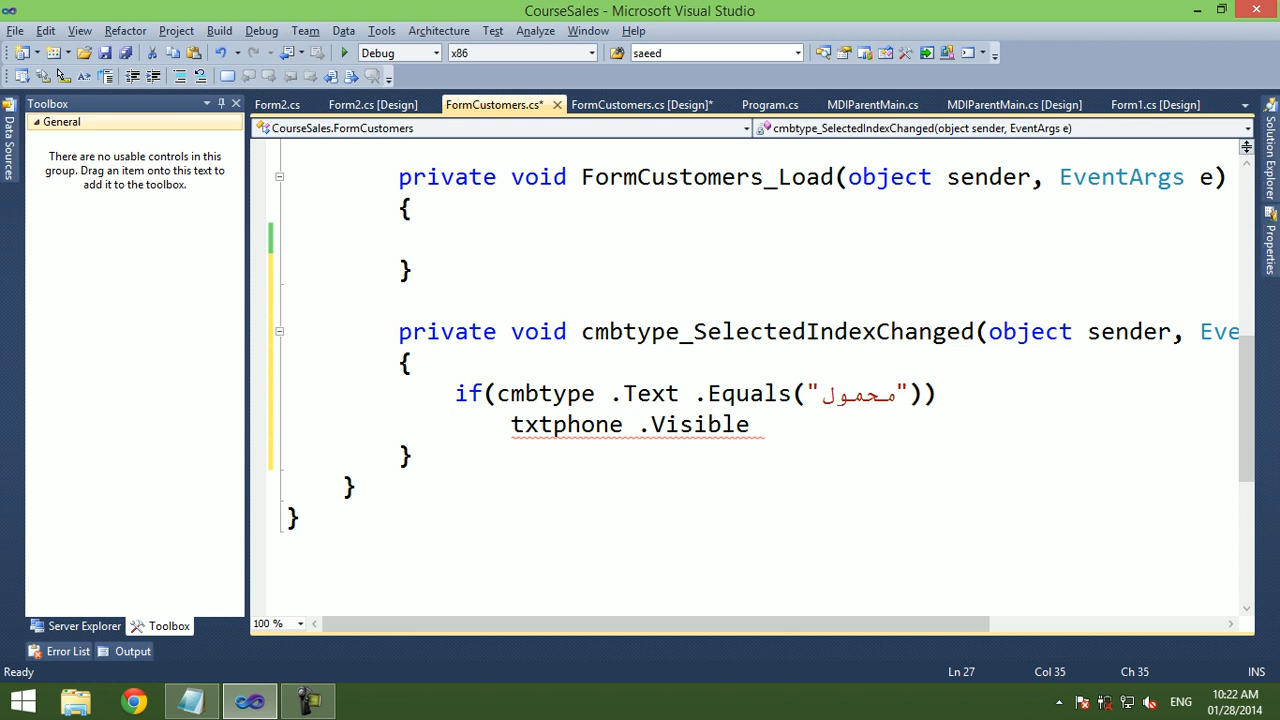 CourseSales - Microsoft Visual Studio
File Edit View Refactor Project Build Debug Team Data Tools Architecture Test Analyze Window Help
Debug x86 saeed
Toolbox
Form2.cs Form2.cs [Design] FormCustomers.cs* FormCustomers.cs [Design]* Program.cs MDIParentMain.cs MDIParentMain.cs [Design] Form1.cs [Design]
General
CourseSales.FormCustomers cmbtype_SelectedIndexChanged(object sender, EventArgs e)
Data Sources
Solution Explorer
Properties
There are no usable controls in this
group. Drag an item onto this text to
add it to the toolbox.
private void FormCustomers_Load(object sender, EventArgs e)
{
}
private void cmbtype_SelectedIndexChanged(object sender, Eve
{
if(cmbtype .Text .Equals("محمول"))
txtphone .Visible
}
}
}
100 %
Server Explorer Toolbox
Error List Output
Ready Ln 27 Col 35 Ch 35 INS
ENG
10:22 AM
01/28/2014